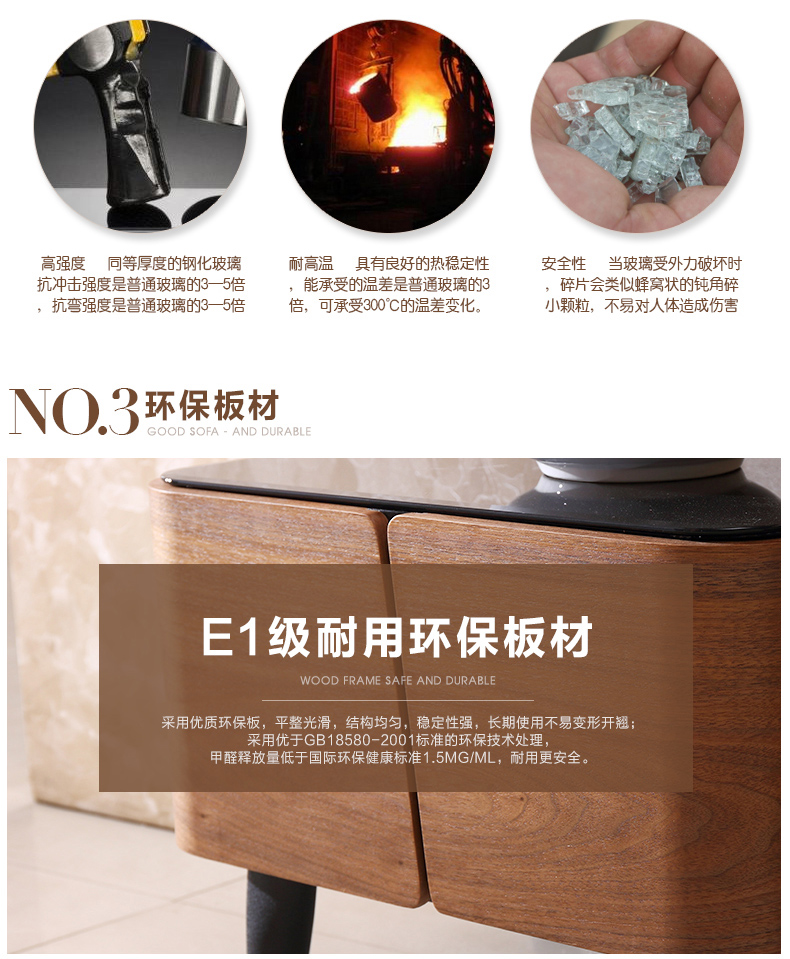 高强度 同等厚度的钢化玻璃
抗冲击强度是普通玻璃的3—5倍
，抗弯强度是普通玻璃的3—5倍
耐高温 具有良好的热稳定性
，能承受的温差是普通玻璃的3
倍，可承受300℃的温差变化。
安全性 当玻璃受外力破坏时
，碎片会类似蜂窝状的钝角碎
小颗粒，不易对人体造成伤害
NO.3 环保板材
GOOD SOFA - AND DURABLE
E1级耐用环保板材
WOOD FRAME SAFE AND DURABLE
采用优质环保板，平整光滑，结构均匀，稳定性强，长期使用不易变形开翘；
采用优于GB18580-2001标准的环保技术处理，
甲醛释放量低于国际环保健康标准1.5MG/ML，耐用更安全。